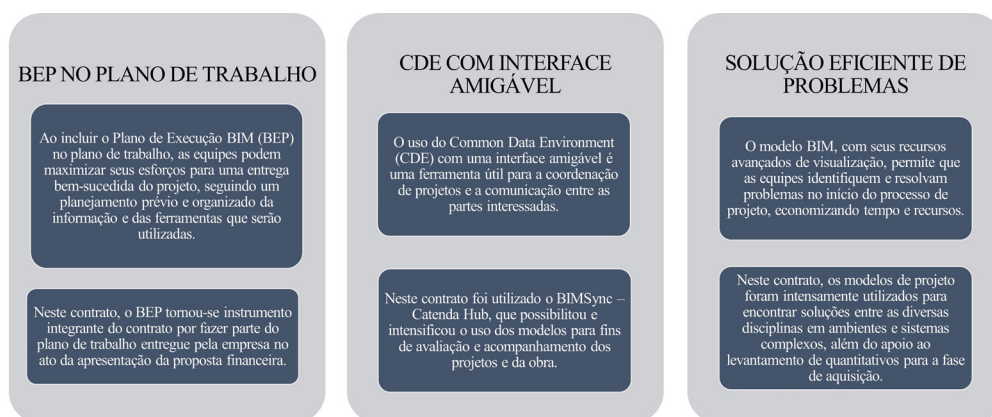 BEP NO PLANO DE TRABALHO
Ao incluir o Plano de Execução BIM (BEP)
no plano de trabalho, as equipes podem
maximizar seus esforços para uma entrega
bem-sucedida do projeto, seguindo um
planejamento prévio e organizado da
informação e das ferramentas que serão
utilizadas.
Neste contrato, o BEP tornou-se instrumento
integrante do contrato por fazer parte do
plano de trabalho entregue pela empresa no
ato da apresentação da proposta financeira.
CDE COM INTERFACE
AMIGÁVEL
O uso do Common Data Environment
(CDE) com uma interface amigável é
uma ferramenta útil para a coordenação
de projetos e a comunicação entre as
partes interessadas.
Neste contrato foi utilizado o BIMSync –
Catenda Hub, que possibilitou e
intensificou o uso dos modelos para fins
de avaliação e acompanhamento dos
projetos e da obra.
SOLUÇÃO EFICIENTE DE
PROBLEMAS
O modelo BIM, com seus recursos
avançados de visualização, permite que
as equipes identifiquem e resolvam
problemas no início do processo de
projeto, economizando tempo e recursos.
Neste contrato, os modelos de projeto
foram intensamente utilizados para
encontrar soluções entre as diversas
disciplinas em ambientes e sistemas
complexos, além do apoio ao
levantamento de quantitativos para a fase
de aquisição.